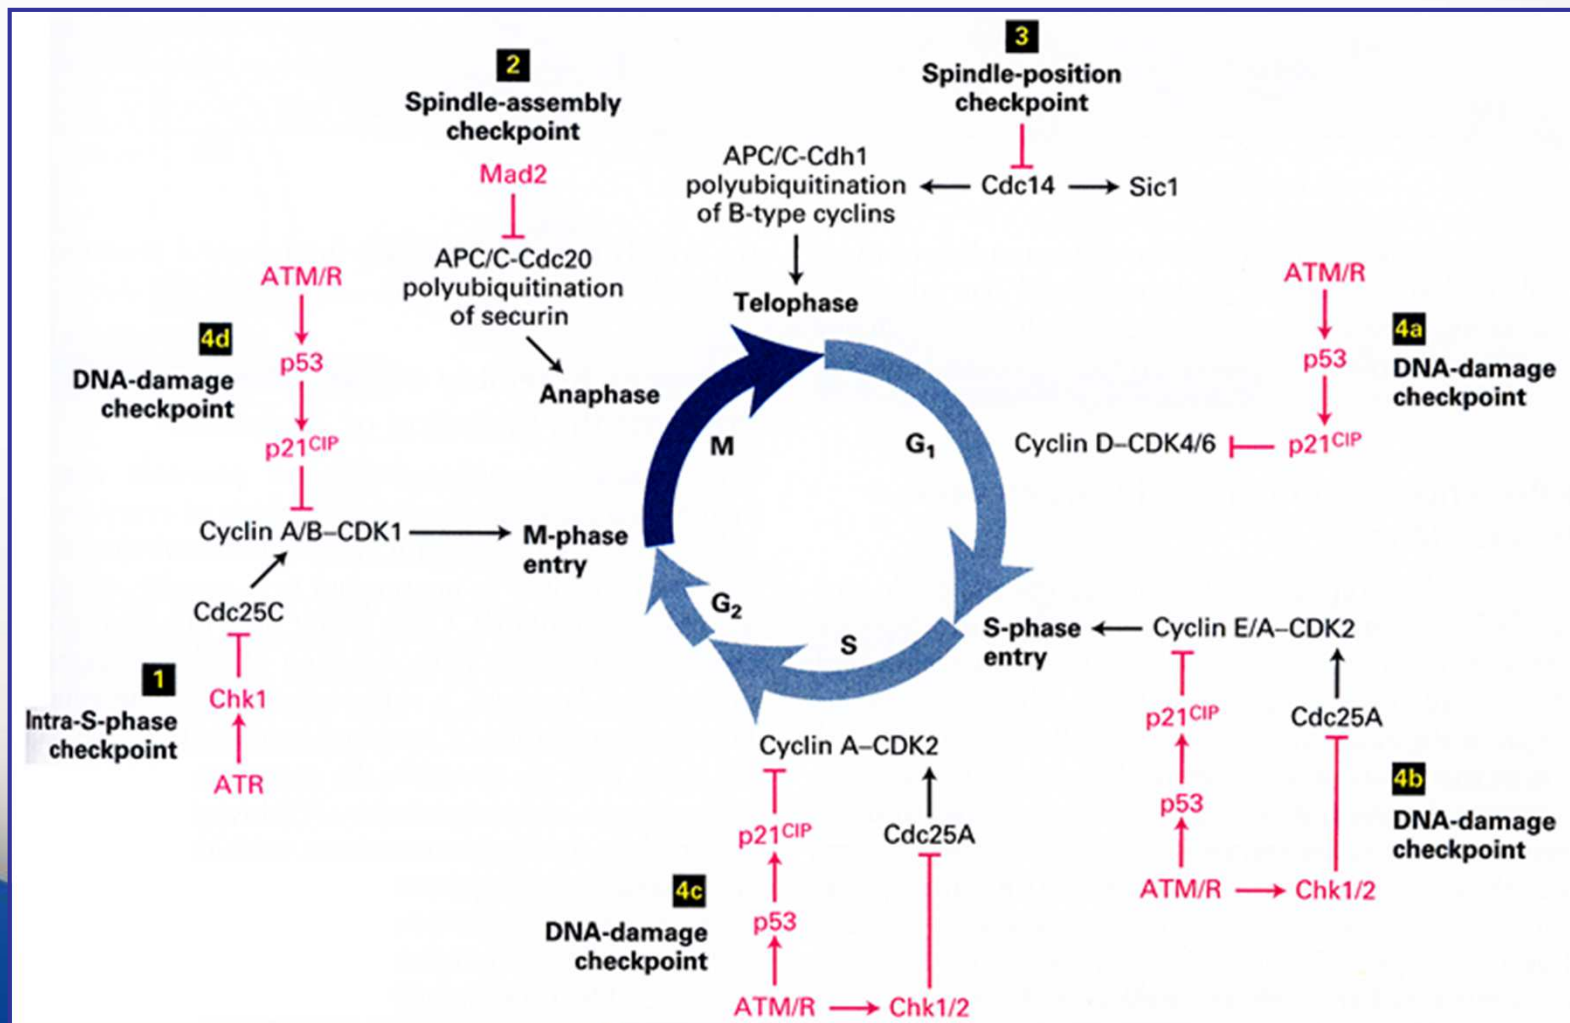 3
Spindle-position
checkpoint
2
Spindle-assembly
checkpoint
Mad2
APC/C-Cdc20
polyubiquitination
of securin
Anaphase
APC/C-Cdh1
polyubiquitination
of B-type cyclins
Cdc14
Sic1
Telophase
ATM/R
p53
p21CIP
4d
DNA-damage
checkpoint
Cyclin A/B–CDK1
M-phase
entry
Cdc25C
Chk1
ATR
1
Intra-S-phase
checkpoint
M
G1
G2
S
ATM/R
p53
p21CIP
4a
DNA-damage
checkpoint
Cyclin D–CDK4/6
S-phase
entry
Cyclin E/A–CDK2
p21CIP
p53
ATM/R
Cdc25A
Chk1/2
4b
DNA-damage
checkpoint
Cyclin A–CDK2
p21CIP
p53
ATM/R
Cdc25A
Chk1/2
4c
DNA-damage
checkpoint